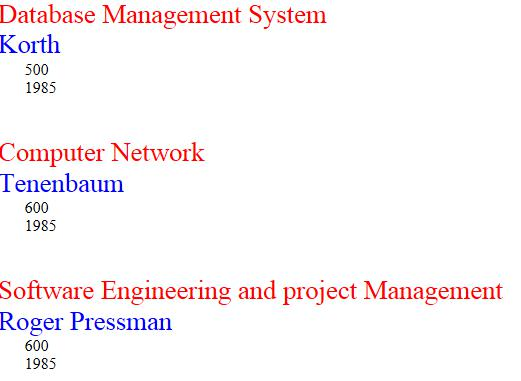 Database Management System
Korth
500
1985
Computer Network
Tenenbaum
600
1985
Software Engineering and project Management
Roger Pressman
600
1985